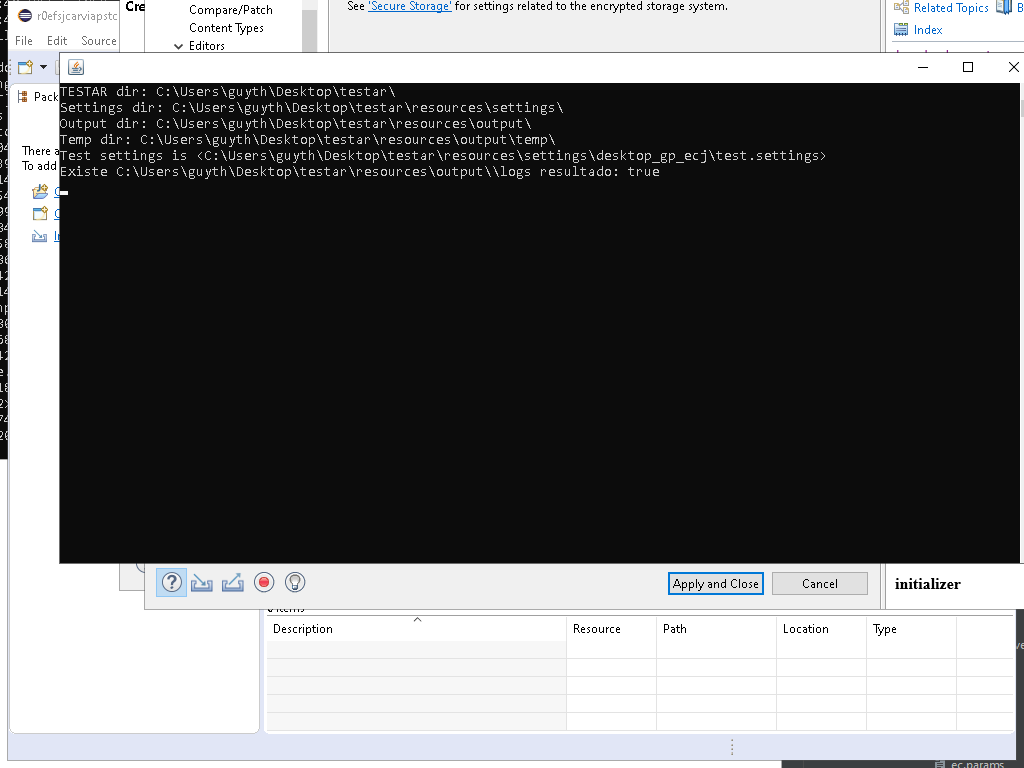 Compare/Patch
Content Types
Editors
See 'Secure Storage' for settings related to the encrypted storage system.
Related Topics
Index
r0efsjcarviapstc
File Edit Source
TESTAR dir: C:\Users\guyth\Desktop\testar\
Settings dir: C:\Users\guyth\Desktop\testar\resources\settings\
Output dir: C:\Users\guyth\Desktop\testar\resources\output\
Temp dir: C:\Users\guyth\Desktop\testar\resources\output\temp\
Test settings is <C:\Users\guyth\Desktop\testar\resources\settings\desktop_gp_ecj\test.settings>
Existe C:\Users\guyth\Desktop\testar\resources\output\\logs resultado: true
Pack
There a
To add
Apply and Close Cancel
initializer
Description Resource Path Location Type
ec.params